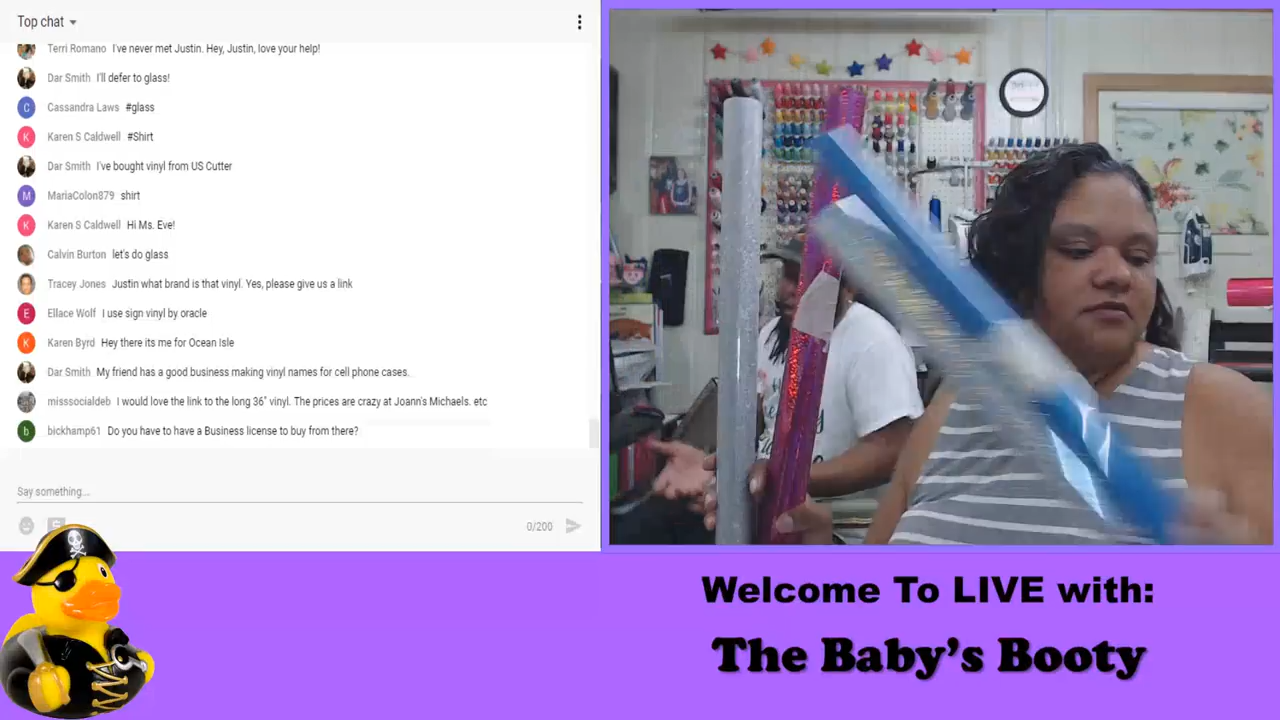 Top chat
Terri Romano I've never met Justin. Hey, Justin, love your help!
Dar Smith I'll defer to glass!
C Cassandra Laws #glass
K Karen S Caldwell #Shirt
Dar Smith I've bought vinyl from US Cutter
M MariaColon879 shirt
K Karen S Caldwell Hi Ms. Eve!
Calvin Burton let's do glass
Tracey Jones Justin what brand is that vinyl. Yes, please give us a link
E Ellace Wolf I use sign vinyl by oracle
K Karen Byrd Hey there its me for Ocean Isle
Dar Smith My friend has a good business making vinyl names for cell phone cases.
misssocialdeb I would love the link to the long 36" vinyl. The prices are crazy at Joann's Michaels. etc
b bickhamp61 Do you have to have a Business license to buy from there?
Say something...
0/200
Welcome To LIVE with:
The Baby's Booty